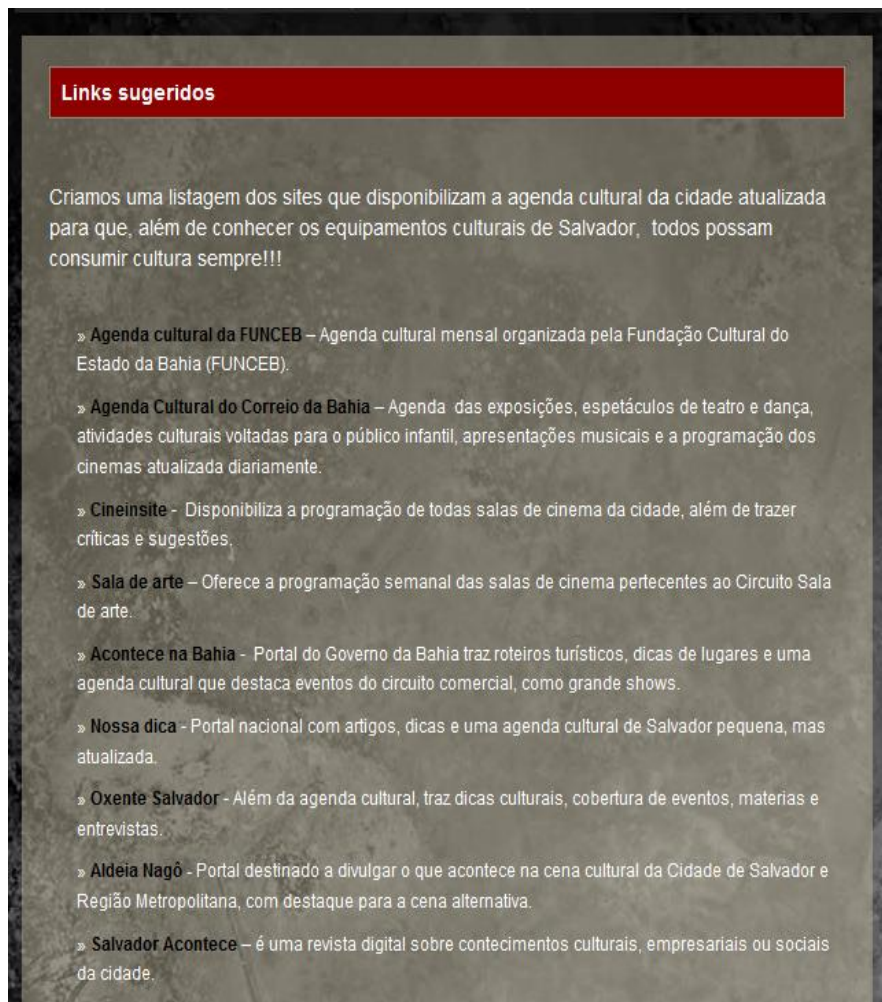 Links sugeridos
Criamos uma listagem dos sites que disponibilizam a agenda cultural da cidade atualizada
para que, além de conhecer os equipamentos culturais de Salvador, todos possam
consumir cultura sempre!!!
» Agenda cultural da FUNCEB – Agenda cultural mensal organizada pela Fundação Cultural do
Estado da Bahia (FUNCEB).
» Agenda Cultural do Correio da Bahia – Agenda das exposições, espetáculos de teatro e dança,
atividades culturais voltadas para o público infantil, apresentações musicais e a programação dos
cinemas atualizada diariamente.
» Cineinsite - Disponibiliza a programação de todas salas de cinema da cidade, além de trazer
críticas e sugestões.
» Sala de arte – Oferece a programação semanal das salas de cinema pertecentes ao Circuito Sala
de arte.
» Acontece na Bahia - Portal do Governo da Bahia traz roteiros turísticos, dicas de lugares e uma
agenda cultural que destaca eventos do circuito comercial, como grande shows.
» Nossa dica - Portal nacional com artigos, dicas e uma agenda cultural de Salvador pequena, mas
atualizada.
» Oxente Salvador - Além da agenda cultural, traz dicas culturais, cobertura de eventos, materias e
entrevistas.
» Aldeia Nagô - Portal destinado a divulgar o que acontece na cena cultural da Cidade de Salvador e
Região Metropolitana, com destaque para a cena alternativa.
» Salvador Acontece – é uma revista digital sobre contecimentos culturais, empresariais ou sociais
da cidade.